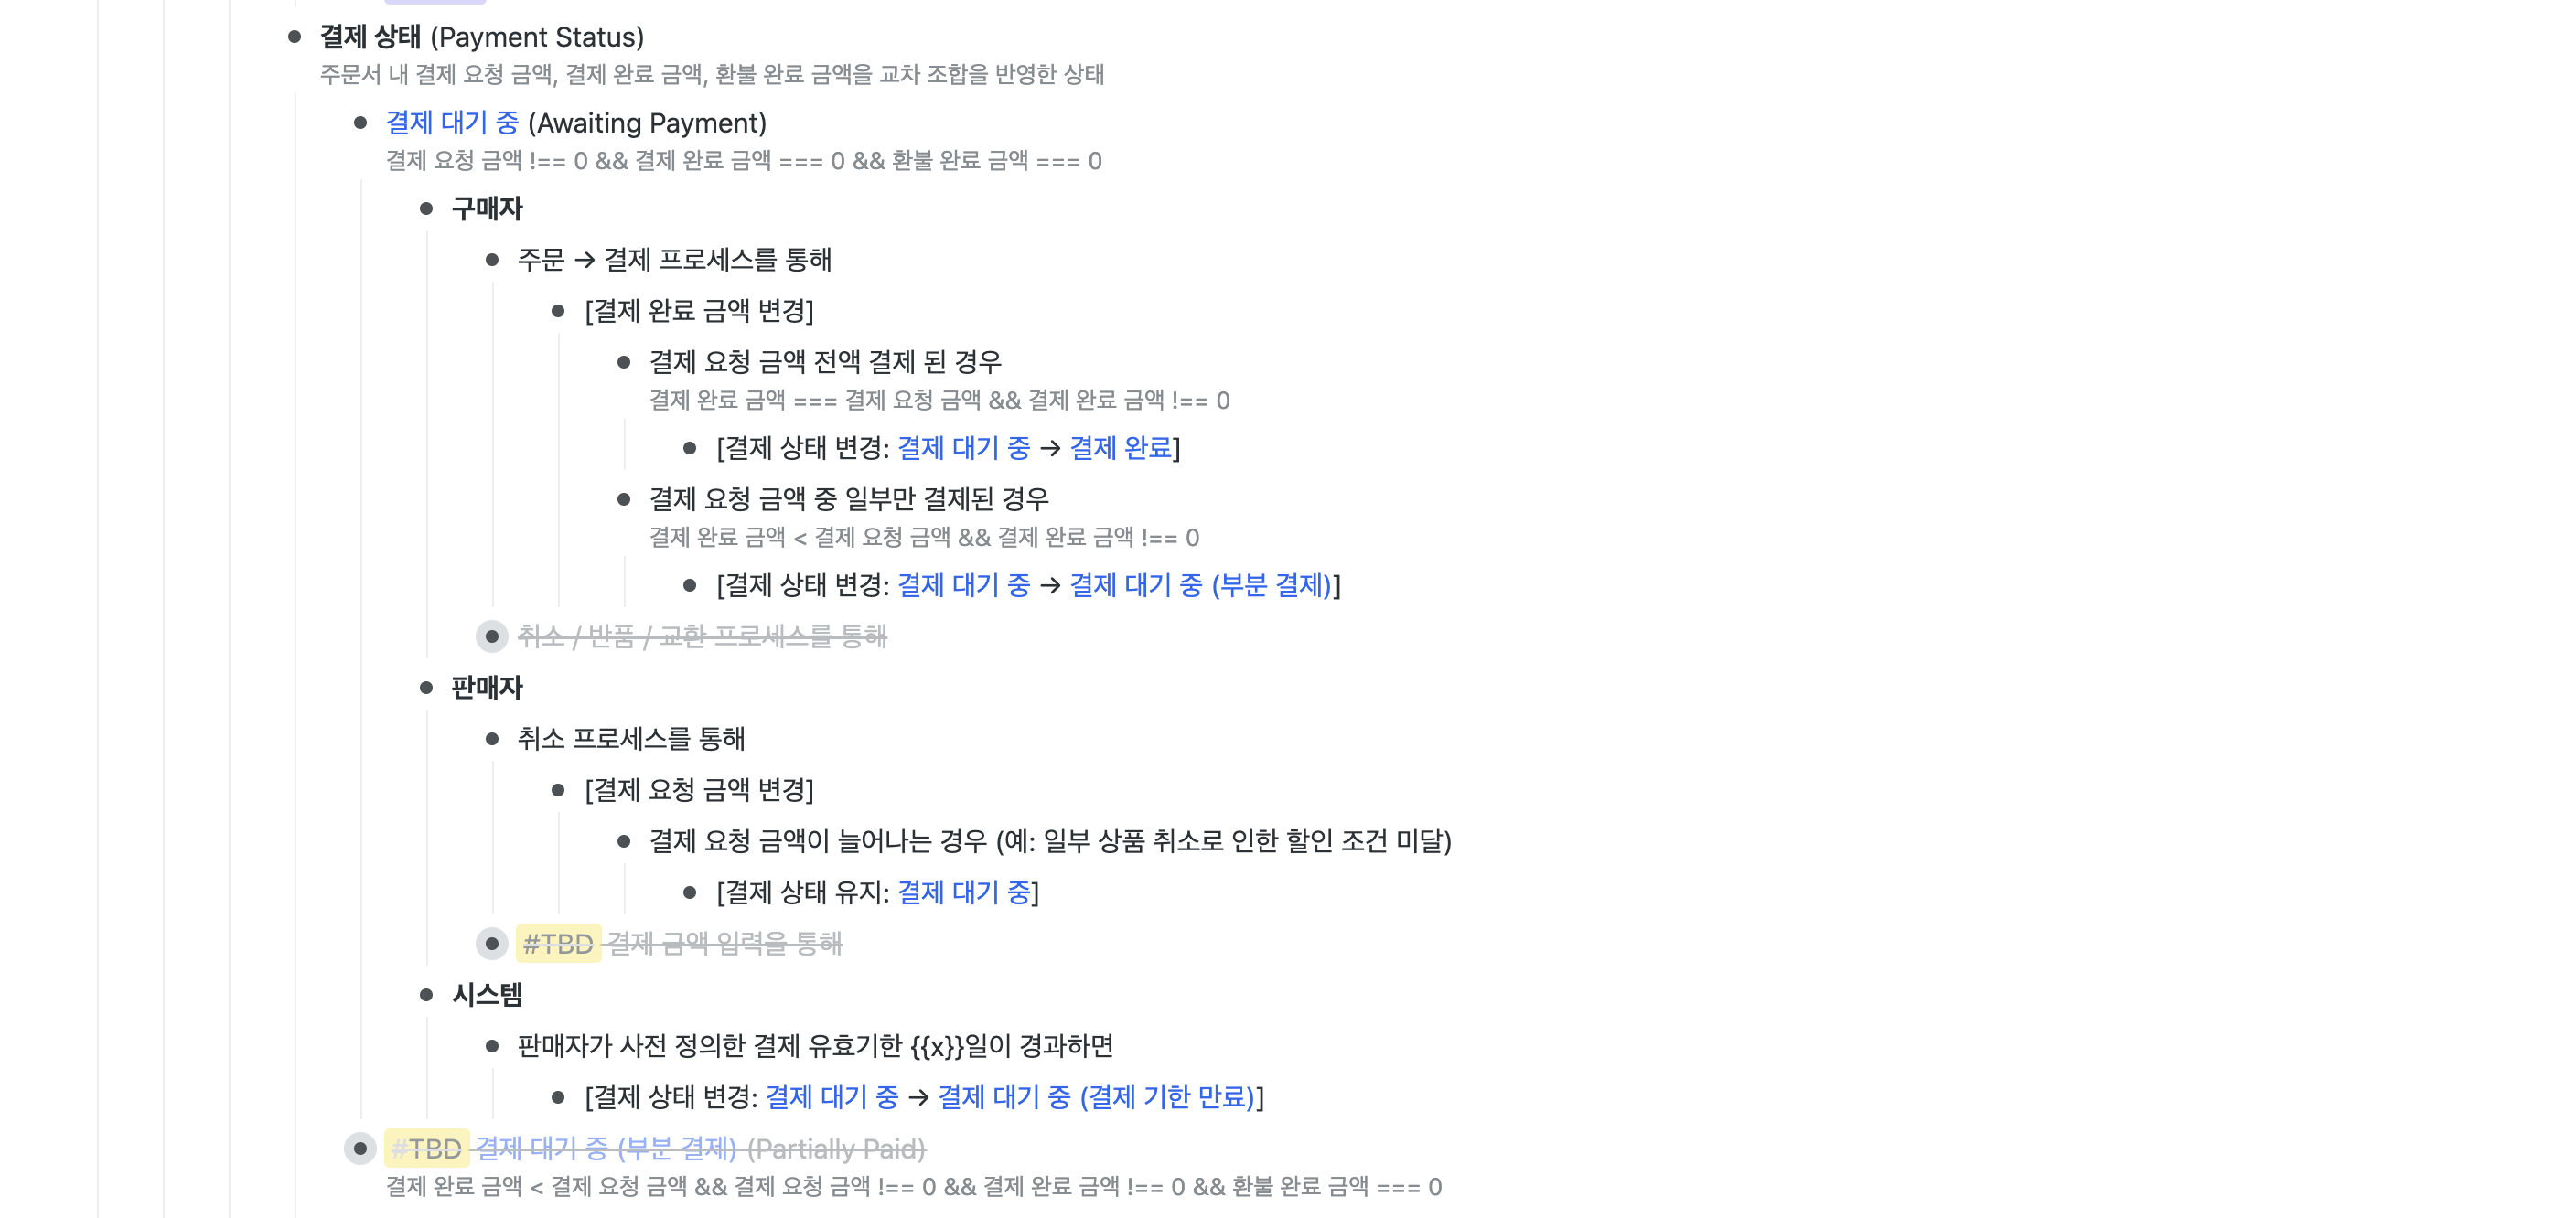 결제 상태 (Payment Status)
주문서 내 결제 요청 금액, 결제 완료 금액, 환불 완료 금액을 교차 조합을 반영한 상태
결제 대기 중 (Awaiting Payment)
결제 요청 금액 !== 0 && 결제 완료 금액 === 0 && 환불 완료 금액 === 0
구매자
주문 → 결제 프로세스를 통해
[결제 완료 금액 변경]
결제 요청 금액 전액 결제 된 경우
결제 완료 금액 === 결제 요청 금액 && 결제 완료 금액 !== 0
[결제 상태 변경: 결제 대기 중 → 결제 완료]
결제 요청 금액 중 일부만 결제된 경우
결제 완료 금액 < 결제 요청 금액 && 결제 완료 금액 !== 0
[결제 상태 변경: 결제 대기 중 → 결제 대기 중 (부분 결제)]
취소 / 반품 / 교환 프로세스를 통해
판매자
취소 프로세스를 통해
[결제 요청 금액 변경]
결제 요청 금액이 늘어나는 경우 (예: 일부 상품 취소로 인한 할인 조건 미달)
[결제 상태 유지: 결제 대기 중]
#TBD 결제 금액 입력을 통해
시스템
판매자가 사전 정의한 결제 유효기한 {{x}}일이 경과하면
[결제 상태 변경: 결제 대기 중 → 결제 대기 중 (결제 기한 만료)]
#TBD 결제 대기 중 (부분 결제) (Partially Paid)
결제 완료 금액 < 결제 요청 금액 && 결제 요청 금액 !== 0 && 결제 완료 금액 !== 0 && 환불 완료 금액 === 0